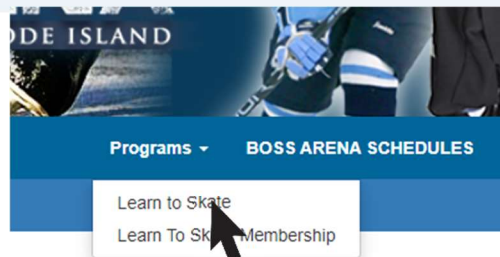 ODE ISLAND
Programs BOSS ARENA SCHEDULES
Learn to Skate
Learn To Membership